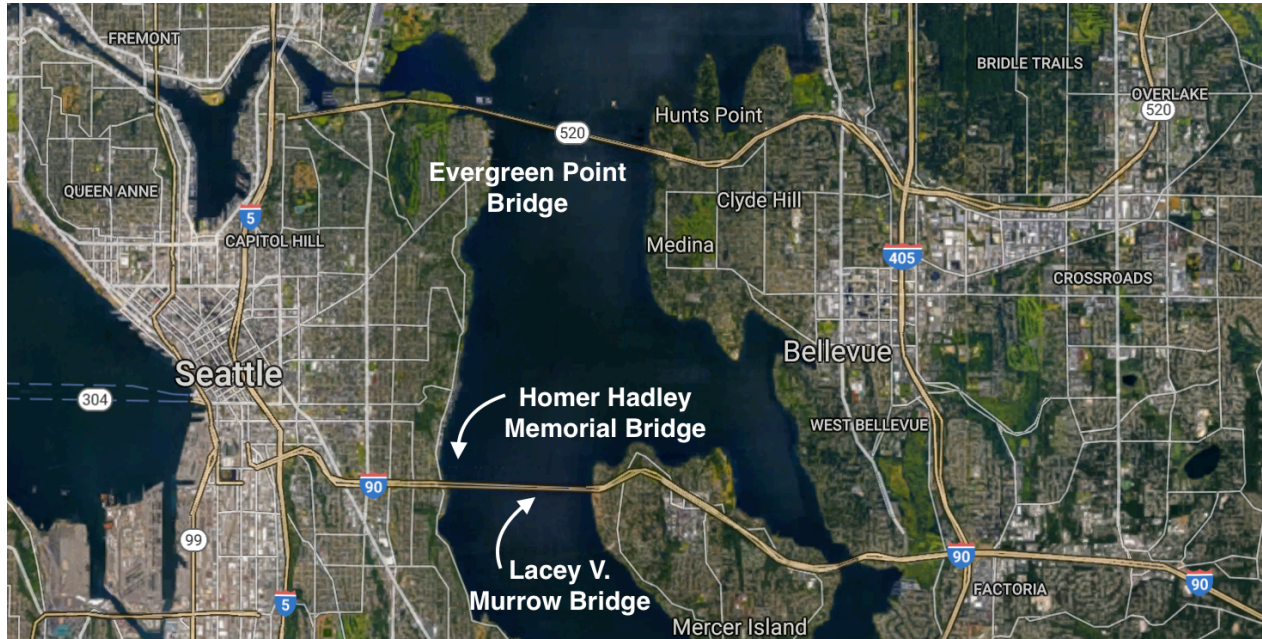 FREMONT
BRIDLE TRAILS
OVERLAKE
520
Hunts Point
520
Evergreen Point
Bridge
QUEEN ANNE
Clyde Hill
5
CAPITOL HILL
Medina
405
CROSSROADS
Bellevue
Seattle
304
Homer Hadley
Memorial Bridge
WEST BELLEVUE
90
99
90
Lacey V.
Murrow Bridge
FACTORIA
90
5
Mercer Island